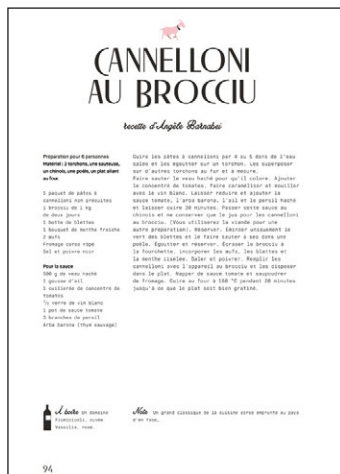 CANNELLONI
AU BROCCIU
recette d'Angèle Barnabei
Préparation pour 6 personnes
Matériel : 2 torchons, une sauteuse,
un chinois, une poêle, un plat allant
au four
5 paquet de pâtes à
cannelloni non précuites
1 brocciu de 1 kg
de deux jours
1 botte de blettes
1 bouquet de menthe fraîche
2 œufs
Fromage corse râpé
Sel et poivre noir
Pour la sauce
500 g de veau haché
1 gousse d'ail
1 cuillerée de concentré de
tomates
verre de vin blanc
1 pot de sauce tomate
3 branches de persil
Arba barona (thym sauvage)
Cuire les pâtes à cannelloni par 4 ou 5 dans de l'eau
salée et les égoutter sur un torchon. Les superposer
sur d'autres torchons au fur et à mesure.
Faire sauter le veau haché pour qu'il colore. Ajouter
le concentré de tomates, faire caraméliser et mouiller
avec le vin blanc. Laisser réduire et ajouter la
sauce tomate, l'arba barona, l'ail et le persil haché
et laisser cuire 20 minutes. Passer cette sauce au
chinois et ne conserver que le jus pour les cannelloni
au brocciu. (Vous utiliserez la viande pour une
autre préparation). Réserver. Émincer uniquement le
vert des blettes et le faire sauter à sec dans une
poêle. Égoutter et réserver. Écraser le brocciu à
la fourchette, incorporer les œufs, les blettes et
la menthe ciselée. Saler et poivrer. Remplir les
cannelloni avec l'appareil au brocciu et les disposer
dans le plat. Napper de sauce tomate et saupoudrer
de fromage. Cuire au four à 180 °C pendant 20 minutes
jusqu'à ce que le plat soit bien gratiné.
À boire Un domaine
cuvée
rouge.
Note Un grand classique de la cuisine corse emprunté au pays
d'en face…
94